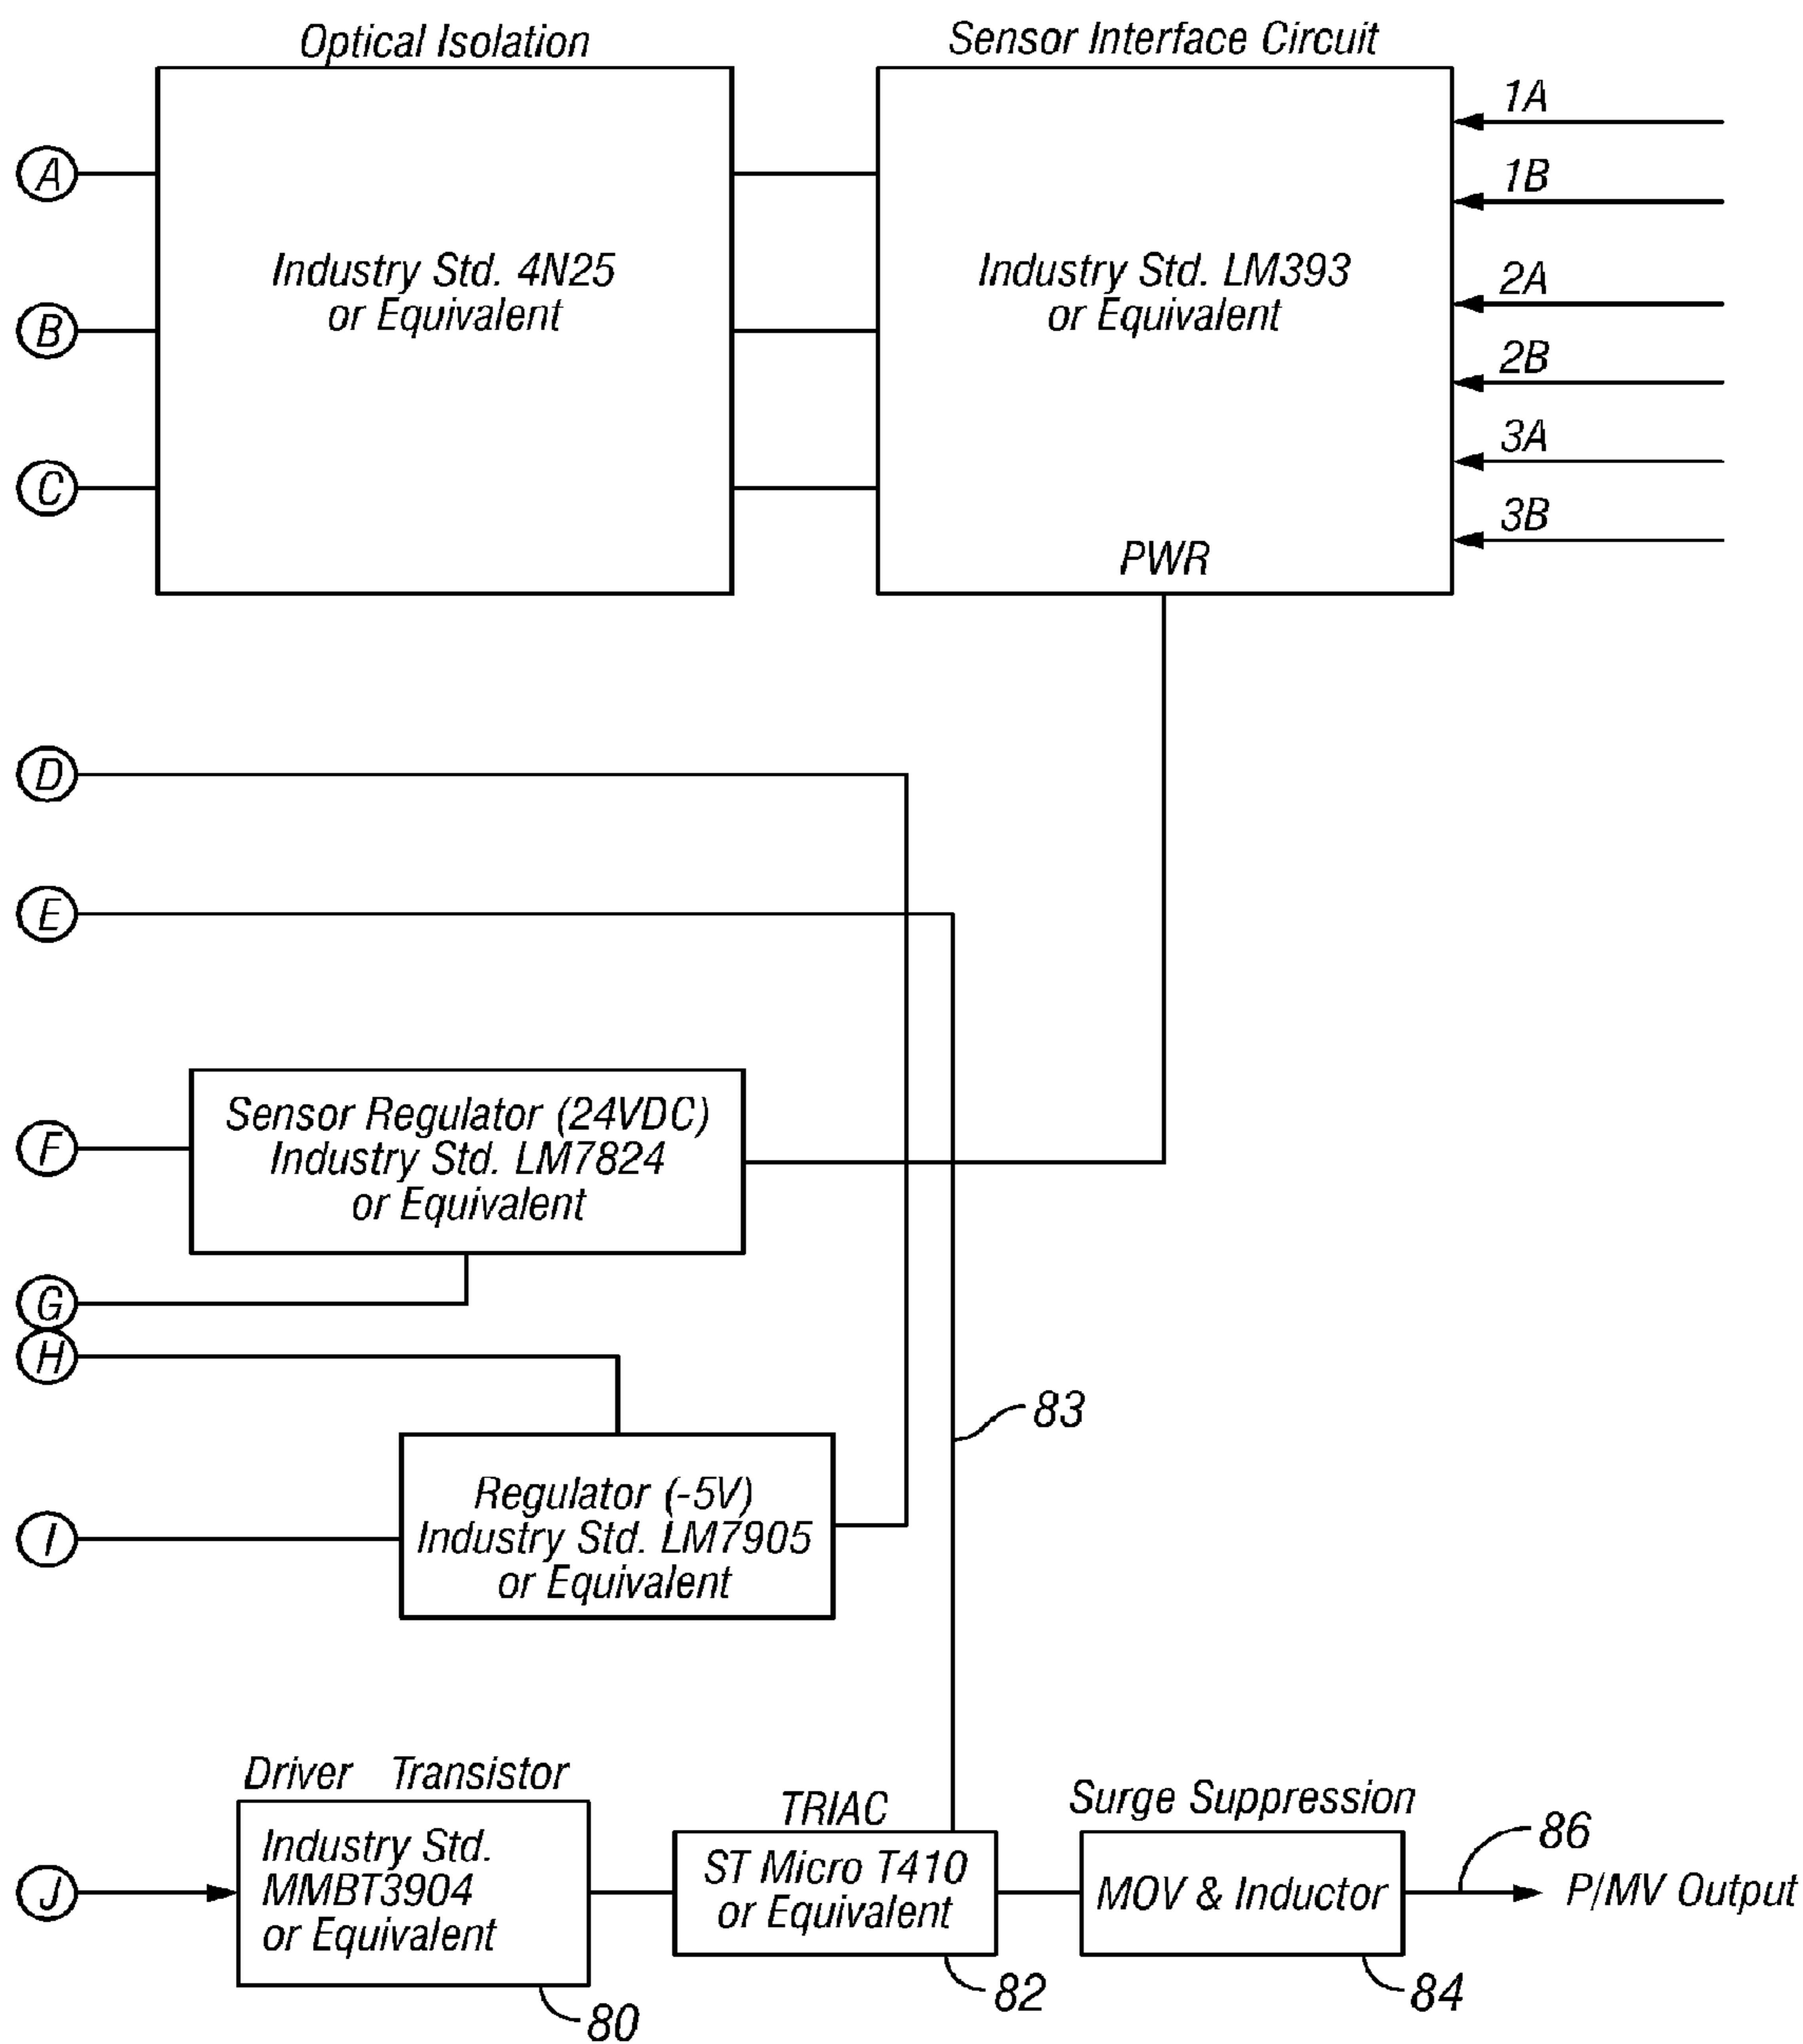 Optical Isolation
Sensor Interface Circuit
1A
A
1B
Industry Std. 4N25
or Equivalent
Industry Std. LM393
or Equivalent
2A
B
2B
3A
C
3B
PWR
D
E
F
Sensor Regulator (24VDC)
Industry Std. LM7824
or Equivalent
G
H
83
I
Regulator (-5V)
Industry Std. LM7905
or Equivalent
Driver Transistor
TRIAC
Surge Suppression
86
J
Industry Std.
MMBT3904
or Equivalent
ST Micro T410
or Equivalent
MOV & Inductor
P/MV Output
80
82
84